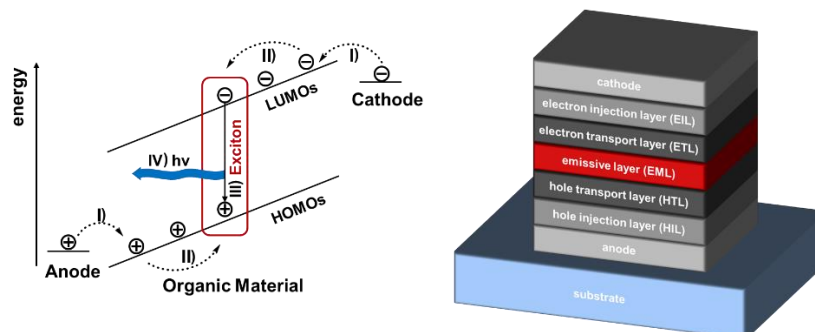 energy
II)
I)
LUMOs
Cathode
Exciton
IV) hv
III)
I)
HOMOs
Anode
II)
Organic Material
cathode
electron injection layer (EIL)
electron transport layer (ETL)
emissive layer (EML)
hole transport layer (HTL)
hole injection layer (HIL)
anode
substrate